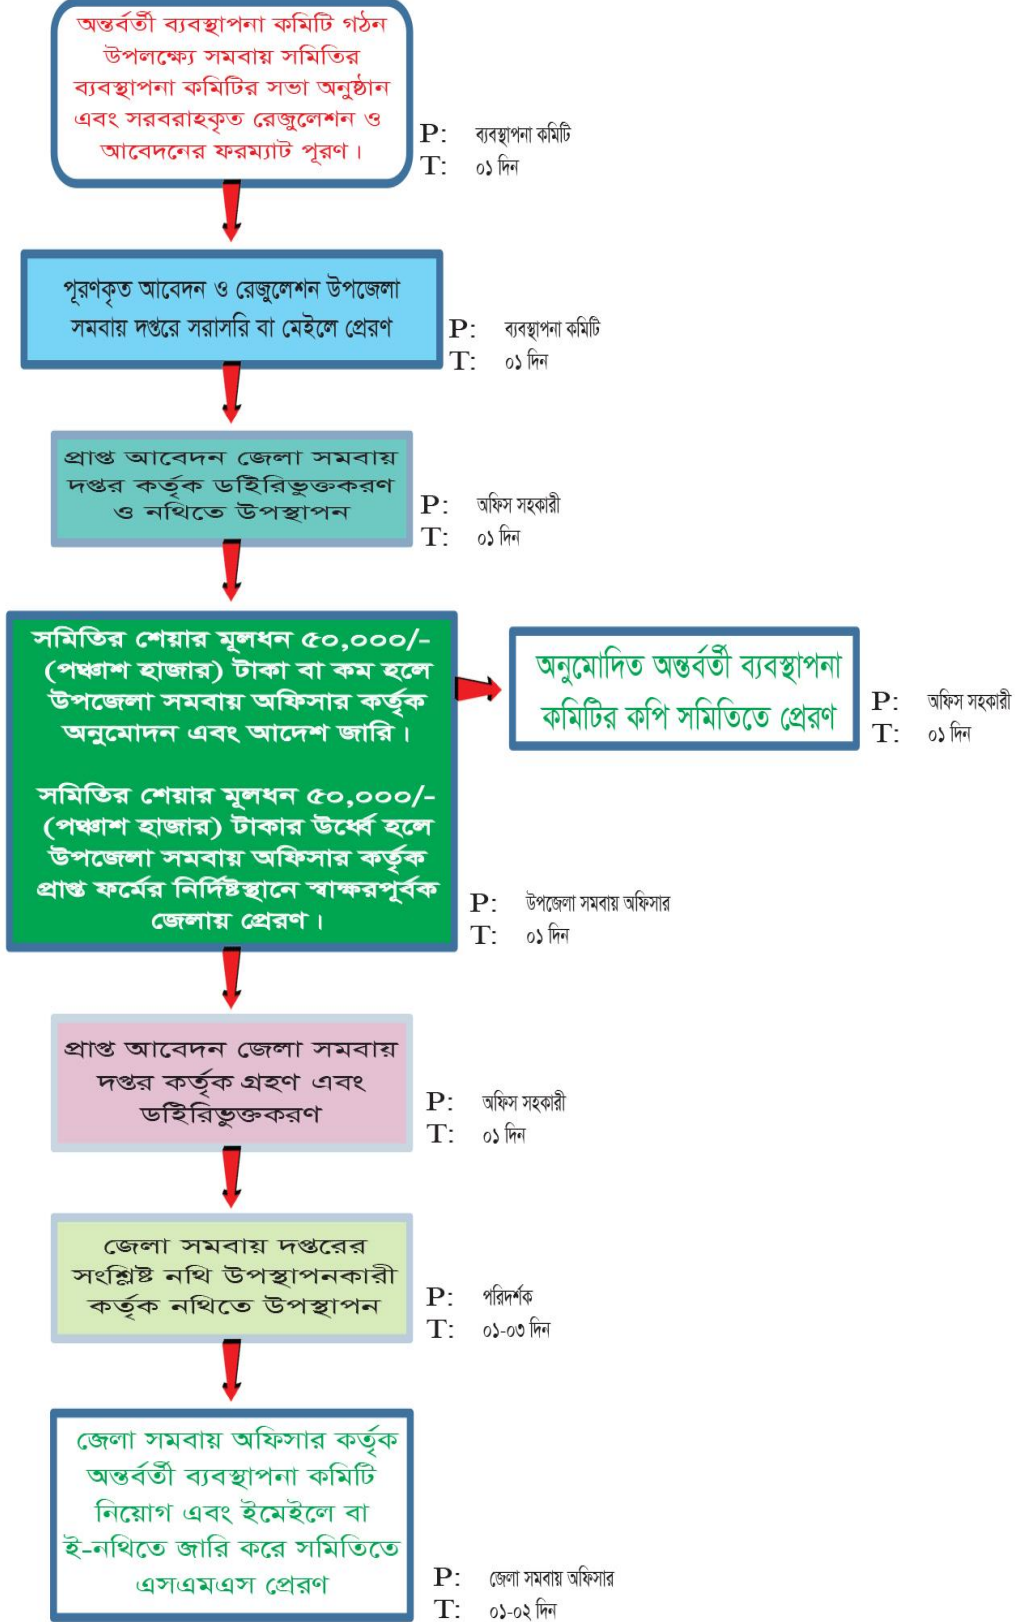 অন্তর্বর্তী ব্যবস্থাপনা কমিটি গঠন
উপলক্ষ্যে সমবায় সমিতির
ব্যবস্থাপনা কমিটির সভা অনুষ্ঠান
এবং সরবরাহকৃত রেজুলেশন ও
আবেদনের ফরম্যাট পূরণ।
P: ব্যবস্থাপনা কমিটি
T: ০১ দিন
পূরণকৃত আবেদন ও রেজুলেশন উপজেলা
সমবায় দপ্তরে সরাসরি বা মেইলে প্রেরণ
P: ব্যবস্থাপনা কমিটি
T: ০১ দিন
প্রাপ্ত আবেদন জেলা সমবায়
দপ্তর কর্তৃক ডাইরিভুক্তকরণ
ও নথিতে উপস্থাপন
P: অফিস সহকারী
T: ০১ দিন
সমিতির শেয়ার মূলধন ৫০,০০০/-
(পঞ্চাশ হাজার) টাকা বা কম হলে
উপজেলা সমবায় অফিসার কর্তৃক
অনুমোদন এবং আদেশ জারি।
সমিতির শেয়ার মূলধন ৫০,০০০/-
(পঞ্চাশ হাজার) টাকার উর্ধ্বে হলে
উপজেলা সমবায় অফিসার কর্তৃক
প্রাপ্ত ফর্মের নির্দিষ্টস্থানে স্বাক্ষরপূর্বক
জেলায় প্রেরণ।
P: উপজেলা সমবায় অফিসার
T: ০১ দিন
অনুমোদিত অন্তর্বর্তী ব্যবস্থাপনা
কমিটির কপি সমিতিতে প্রেরণ
P: অফিস সহকারী
T: ০১ দিন
প্রাপ্ত আবেদন জেলা সমবায়
দপ্তর কর্তৃক গ্রহণ এবং
ডাইরিভুক্তকরণ
P: অফিস সহকারী
T: ০১ দিন
জেলা সমবায় দপ্তরের
সংশ্লিষ্ট নথি উপস্থাপনকারী
কর্তৃক নথিতে উপস্থাপন
P: পরিদর্শক
T: ০১-০৩ দিন
জেলা সমবায় অফিসার কর্তৃক
অন্তর্বর্তী ব্যবস্থাপনা কমিটি
নিয়োগ এবং ইমেইলে বা
ই-নথিতে জারি করে সমিতিতে
এসএমএস প্রেরণ
P: জেলা সমবায় অফিসার
T: ০১-০২ দিন